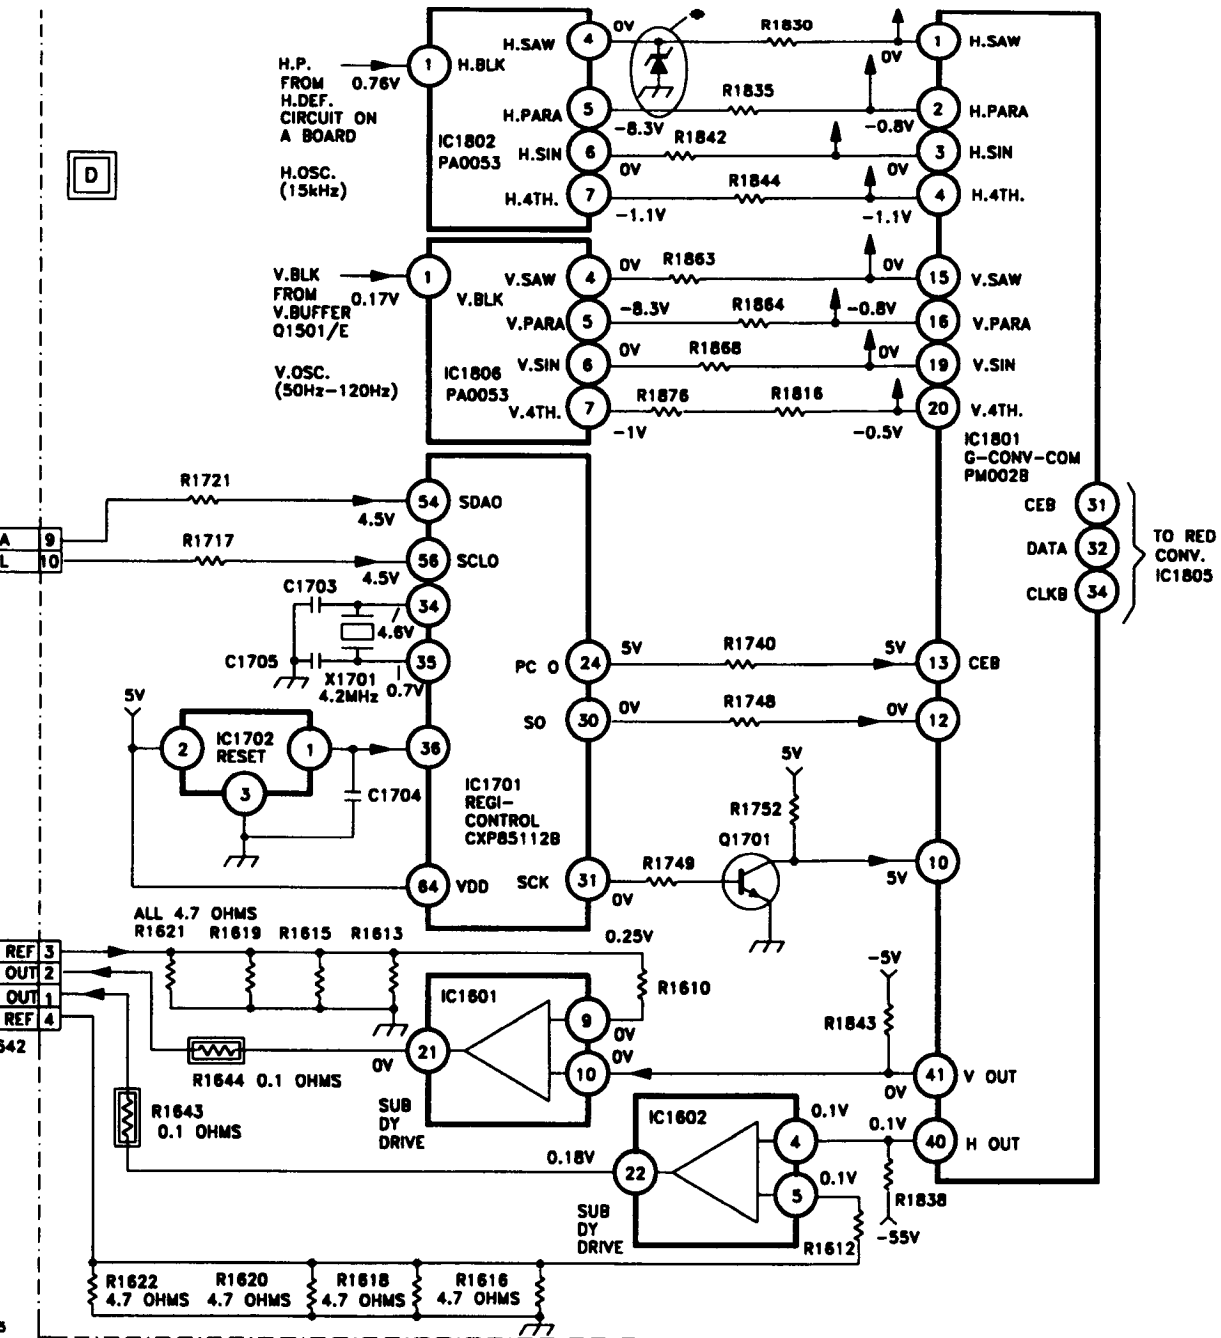 H.P.
FROM
H.DEF.
CIRCUIT ON
A BOARD
0.76V
H.OSC.
(15kHz)
D
1
H.BLK
IC1802
PA0053
H.SAW
4
0V
R1830
0V
1
H.SAW
H.PARA
5
-8.3V
R1835
-0.8V
2
H.PARA
H.SIN
6
0V
R1842
0V
3
H.SIN
H.4TH.
7
-1.1V
R1844
-1.1V
4
H.4TH.
V.BLK
FROM
V.BUFFER
Q1501/E
0.17V
V.OSC.
(50Hz-120Hz)
1
V.BLK
IC1806
PA0053
V.SAW
4
0V
R1863
0V
15
V.SAW
V.PARA
5
-8.3V
R1864
-0.8V
16
V.PARA
V.SIN
6
0V
R1868
0V
19
V.SIN
V.4TH.
7
-1V
R1876
R1816
-0.5V
20
V.4TH.
IC1801
G-CONV-COM
PM002B
CEB
31
DATA
32
CLKB
34
TO RED
CONV.
IC1805
A
9
L
10
R1721
4.5V
54
SDAO
R1717
4.5V
56
SCLO
C1703
34
4.6V
C1705
X1701
4.2MHz
0.7V
35
5V
2
IC1702
RESET
1
3
C1704
36
IC1701
REGI-
CONTROL
CXP85112B
64
VDD
PC 0
24
5V
R1740
5V
13
CEB
SO
30
0V
R1748
0V
12
5V
R1752
Q1701
SCK
31
0V
R1749
5V
10
ALL 4.7 OHMS
R1621
R1619
R1615
R1613
0.25V
R1610
REF
3
OUT
2
OUT
1
REF
4
642
IC1601
9
0V
10
0V
21
0V
R1644 0.1 OHMS
R1643
0.1 OHMS
SUB
DY
DRIVE
-5V
R1843
0V
41
V OUT
IC1602
4
0.1V
0.1V
40
H OUT
5
0.1V
22
0.18V
R1838
-55V
R1612
SUB
DY
DRIVE
R1622
4.7 OHMS
R1620
4.7 OHMS
R1618
4.7 OHMS
R1616
4.7 OHMS